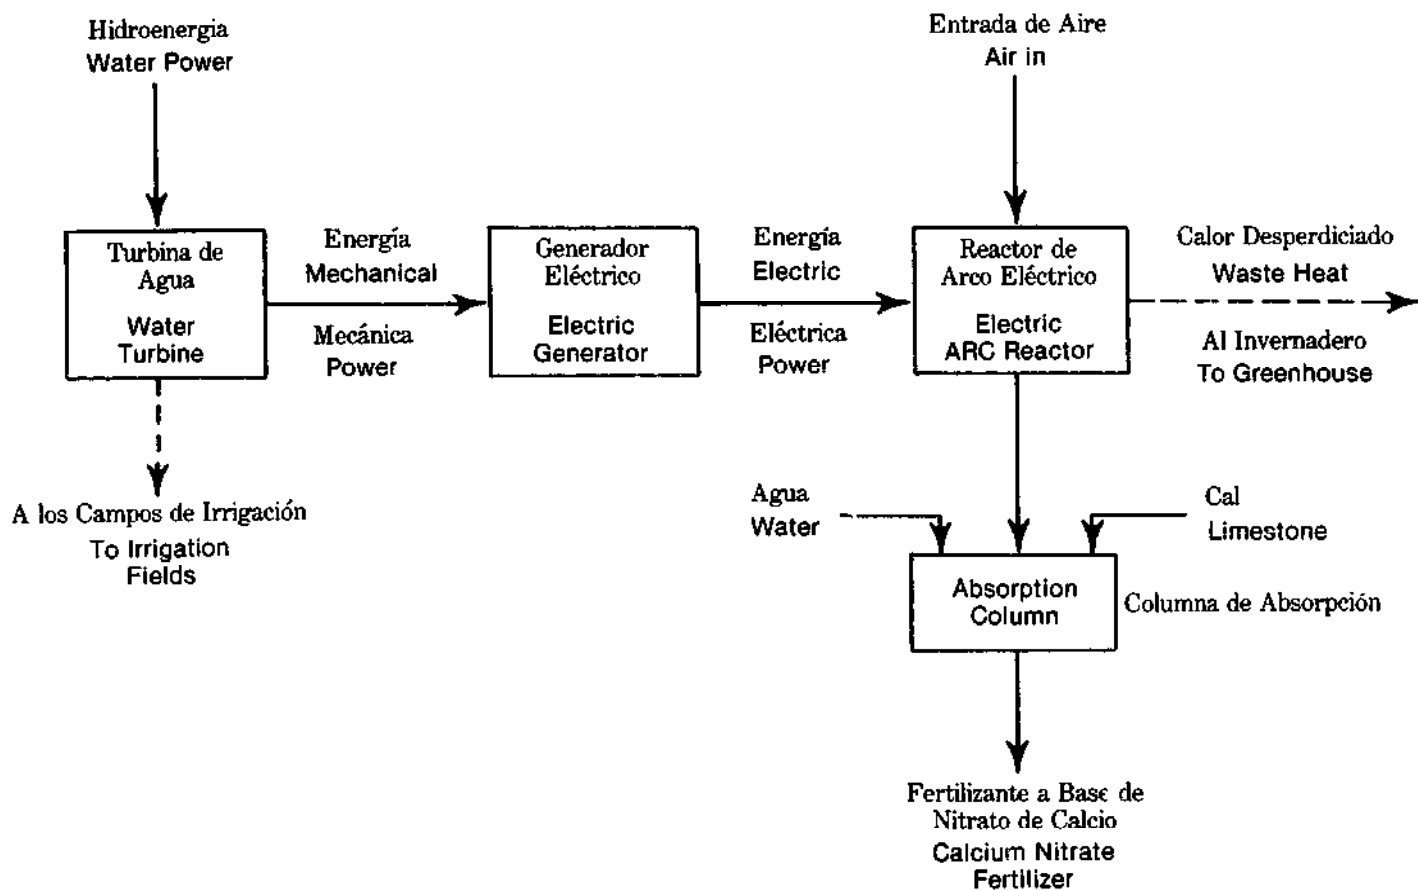 Hidroenergia
Water Power
Entrada de Aire
Air in
Turbina de
Agua
Water
Turbine
Energía
Mechanical
Mecánica
Power
Generador
Eléctrico
Electric
Generator
Energía
Electric
Eléctrica
Power
Reactor de
Arco Eléctrico
Electric
ARC Reactor
Calor Desperdiciado
Waste Heat
Al Invernadero
To Greenhouse
A los Campos de Irrigación
To Irrigation
Fields
Agua
Water
Cal
Limestone
Absorption
Column
Columna de Absorpción
Fertilizante a Base de
Nitrato de Calcio
Calcium Nitrate
Fertilizer